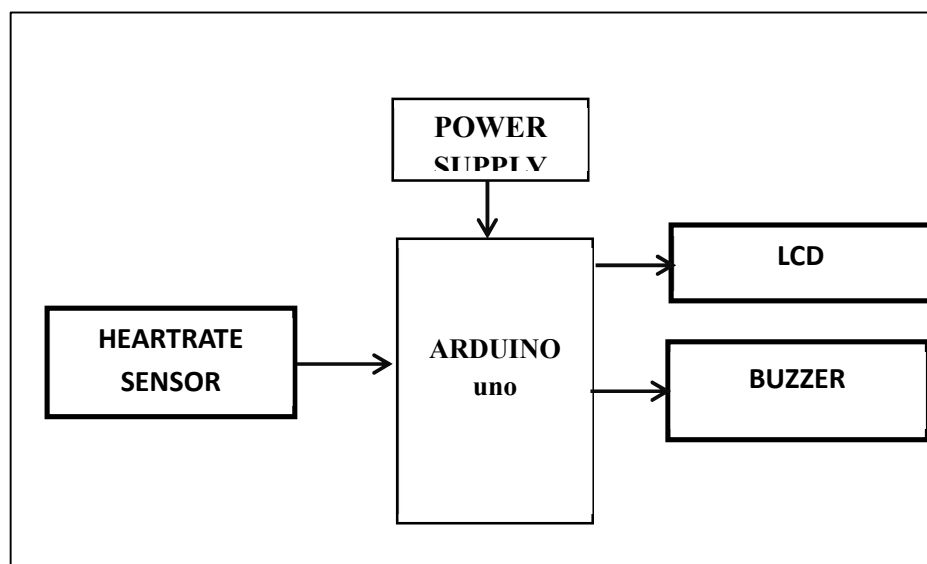 POWER
SUPPLY
LCD
HEARTRATE
SENSOR
ARDUINO
uno
BUZZER